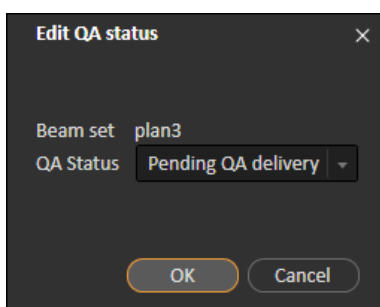 Edit QA status
Beam set plan3
QA Status Pending QA delivery
OK Cancel